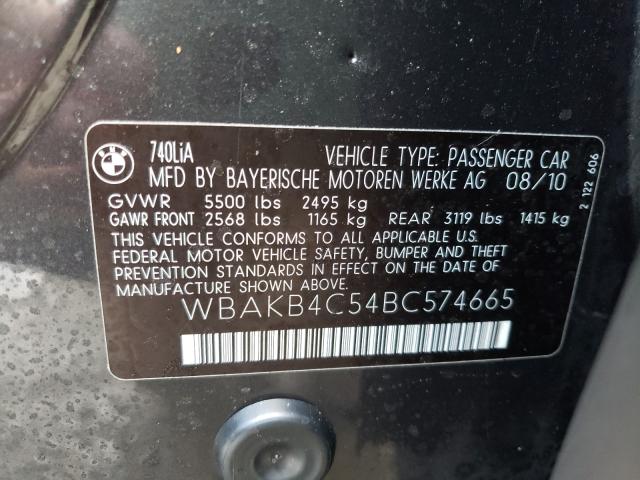 BMW
740LiA
VEHICLE TYPE: PASSENGER CAR
MFD BY BAYERISCHE MOTOREN WERKE AG 08/10
GVWR 5500 lbs 2495 kg
GAWR FRONT 2568 lbs 1165 kg REAR 3119 lbs 1415 kg
THIS VEHICLE CONFORMS TO ALL APPLICABLE U.S.
FEDERAL MOTOR VEHICLE SAFETY, BUMPER AND THEFT
PREVENTION STANDARDS IN EFFECT ON THE DATE OF
MANUFACTURE SHOWN ABOVE.
WBAKB4C54BC574665
2 122 606